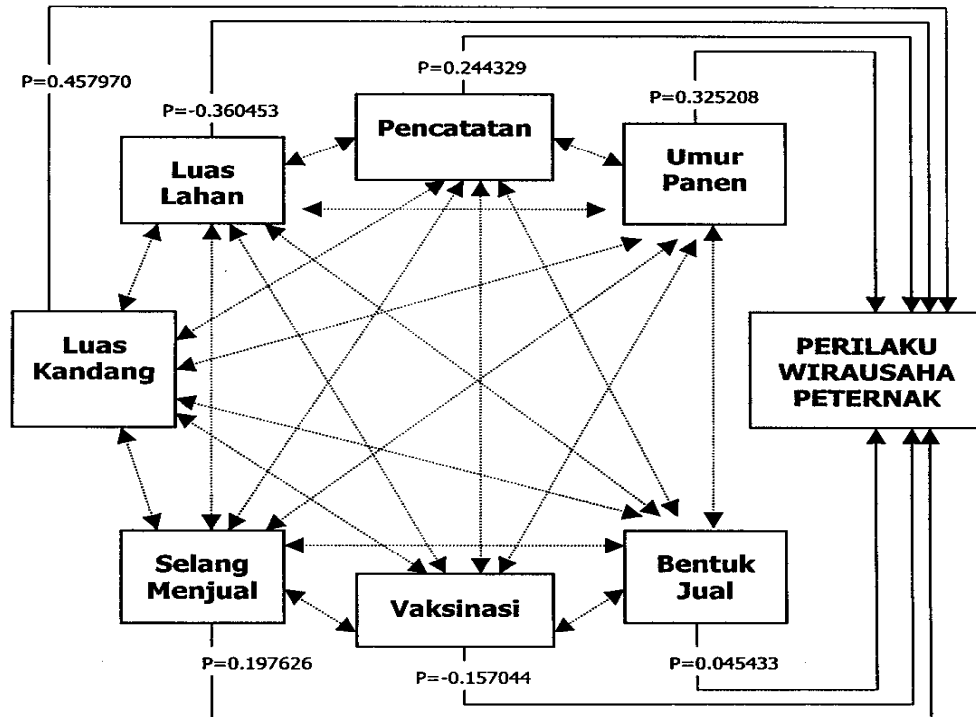 P=0.457970
P=-0.360453
P=0.244329
P=0.325208
Pencatatan
Umur
Panen
Luas
Lahan
Luas
Kandang
PERILAKU
WIRAUSAHA
PETERNAK
Selang
Menjual
Vaksinasi
Bentuk
Jual
P=0.197626
P=-0.157044
P=0.045433